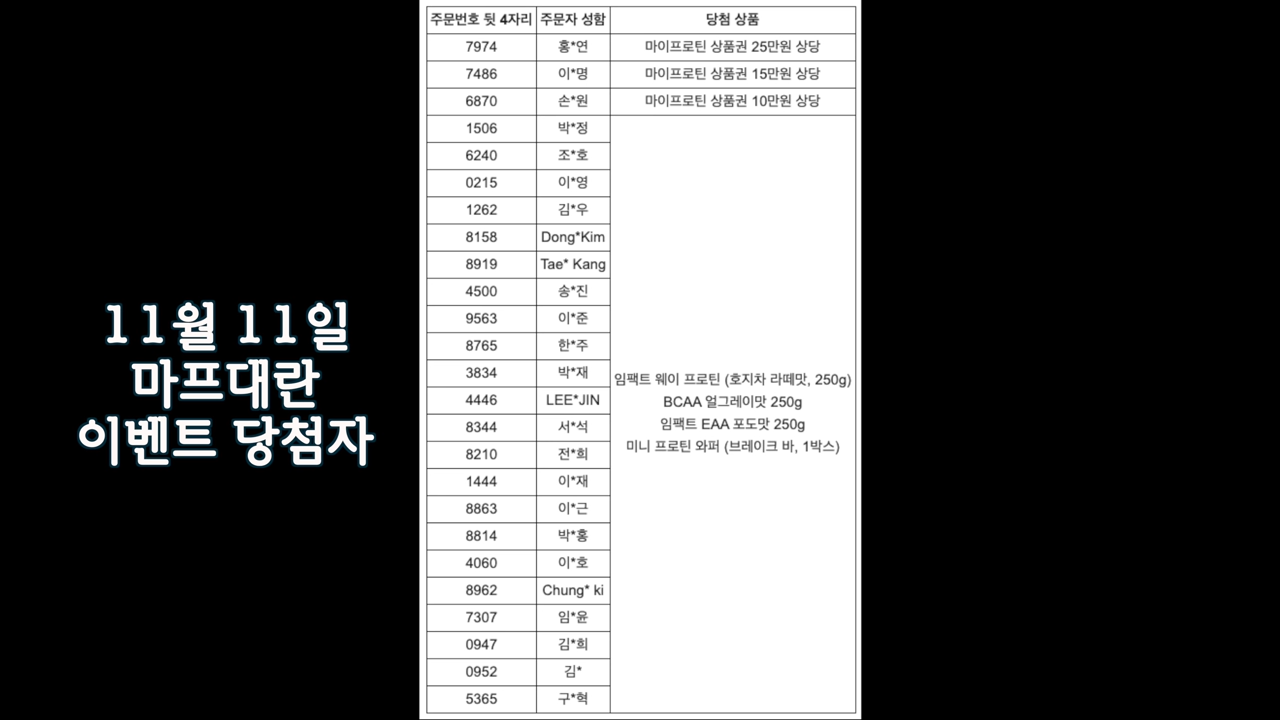 11월 11일
마프대란
이벤트 당첨자
주문번호 뒷 4자리 주문자 성함 당첨 상품
7974 홍*연 마이프로틴 상품권 25만원 상당
7486 이*명 마이프로틴 상품권 15만원 상당
6870 손*원 마이프로틴 상품권 10만원 상당
1506 박*정
6240 조*호
0215 이*영
1262 김*우
8158 Dong*Kim
8919 Tae* Kang
4500 송*진
9563 이*준
8765 한*주
3834 박*재
4446 LEE*JIN
8344 서*석
8210 전*희
1444 이*재
8863 이*근
8814 박*홍
4060 이*호
8962 Chung* ki
7307 임*윤
0947 김*희
0952 김*
5365 구*혁
임팩트 웨이 프로틴 (호지차 라떼맛, 250g)
BCAA 얼그레이맛 250g
임팩트 EAA 포도맛 250g
미니 프로틴 와퍼 (브레이크 바, 1박스)